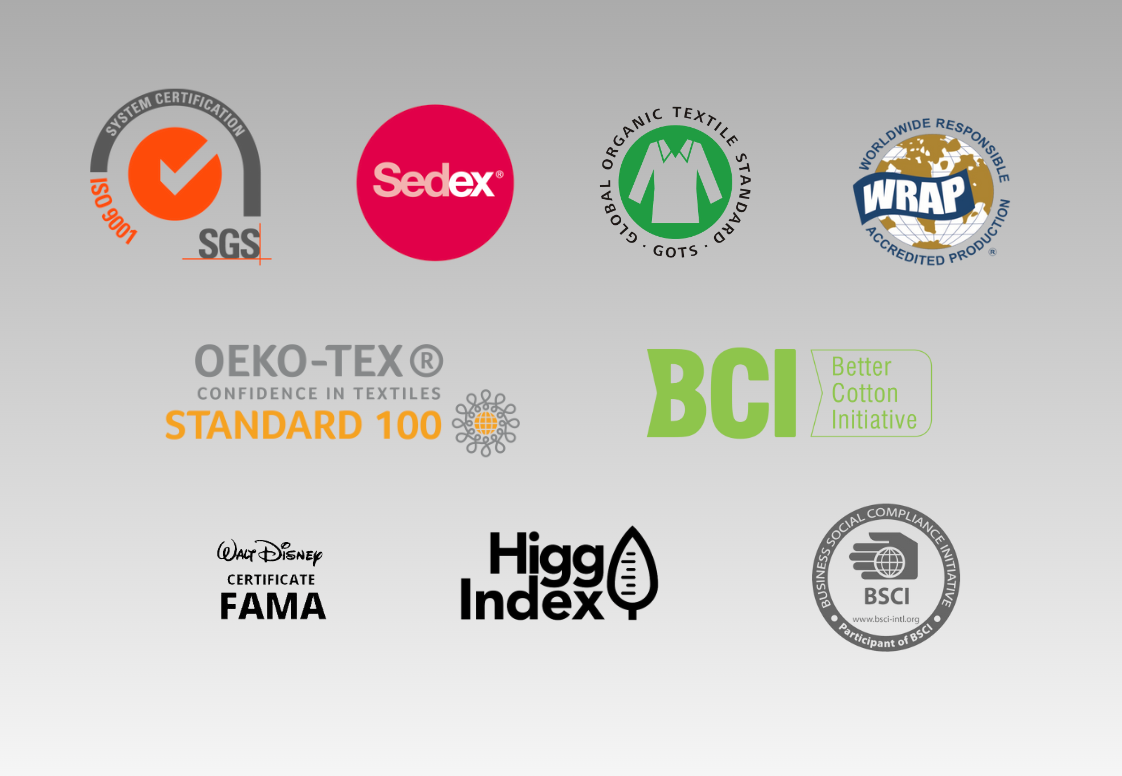 SYSTEM CERTIFICATION
ISO 9001
SGS
Sedex®
GLOBAL ORGANIC TEXTILE STANDARD · GOTS ·
WORLDWIDE RESPONSIBLE
WRAP
ACCREDITED PRODUCTION
®
OEKO-TEX®
CONFIDENCE IN TEXTILES
STANDARD 100
BCI
Better
Cotton
Initiative
WALT DISNEY
CERTIFICATE
FAMA
Higg
Index
BUSINESS SOCIAL COMPLIANCE INITIATIVE
BSCI
www.bsci-intl.org
• Participant of BSCI •